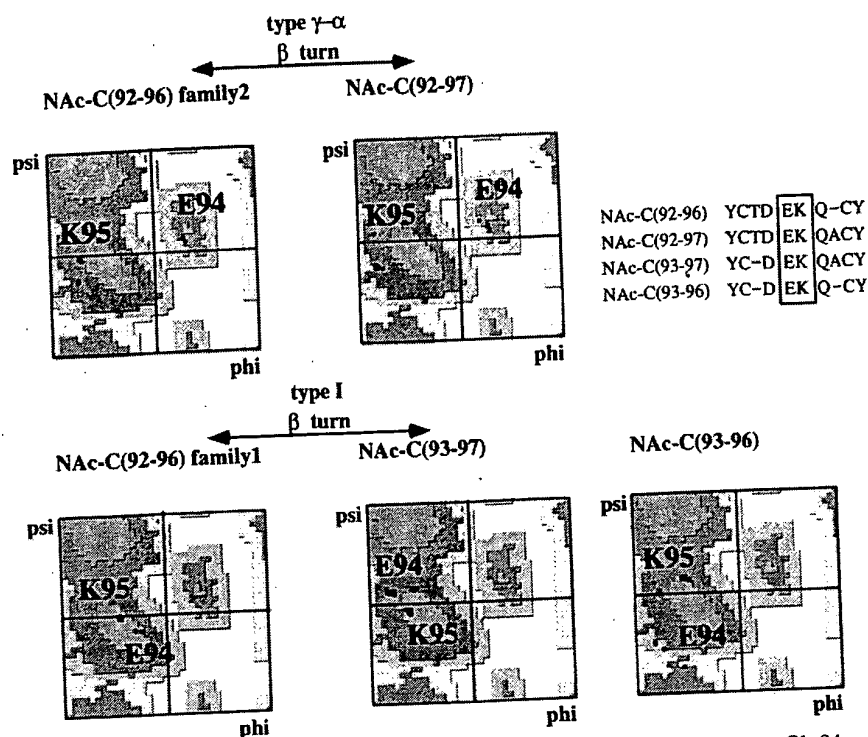 type γ-α
β turn
NAc-C(92-96) family2
NAc-C(92-97)
psi
K95
E94
phi
psi
K95
E94
phi
NAc-C(92-96) YCTD EK Q-CY
NAc-C(92-97) YCTD EK QACY
NAc-C(93-97) YC-D EK QACY
NAc-C(93-96) YC-D EK Q-CY
type I
β turn
NAc-C(92-96) family1
NAc-C(93-97)
NAc-C(93-96)
psi
K95
E94
phi
psi
E94
K95
phi
psi
K95
E94
phi